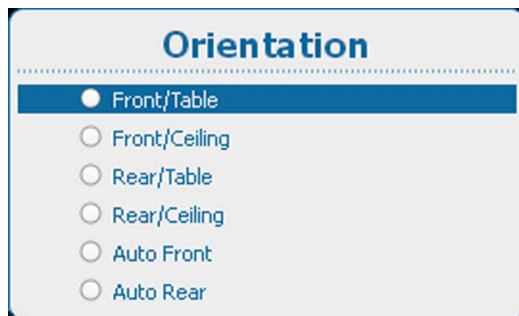 Orientation
Front/Table
Front/Ceiling
Rear/Table
Rear/Ceiling
Auto Front
Auto Rear